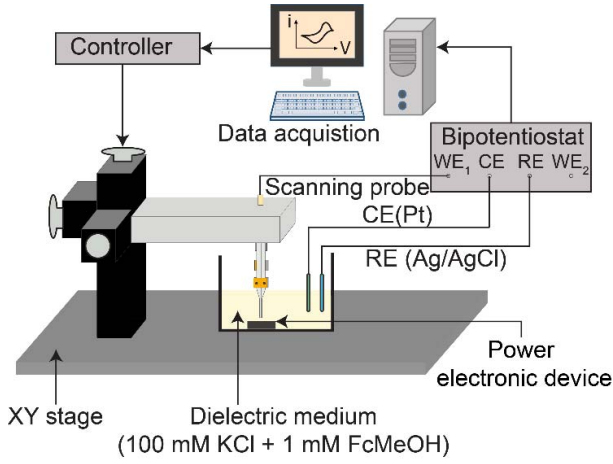 Controller
i
V
Data acquistion
Bipotentiostat
WE1 CE RE WE2
Scanning probe
CE(Pt)
RE (Ag/AgCl)
Power
electronic device
XY stage
Dielectric medium
(100 mM KCl + 1 mM FcMeOH)